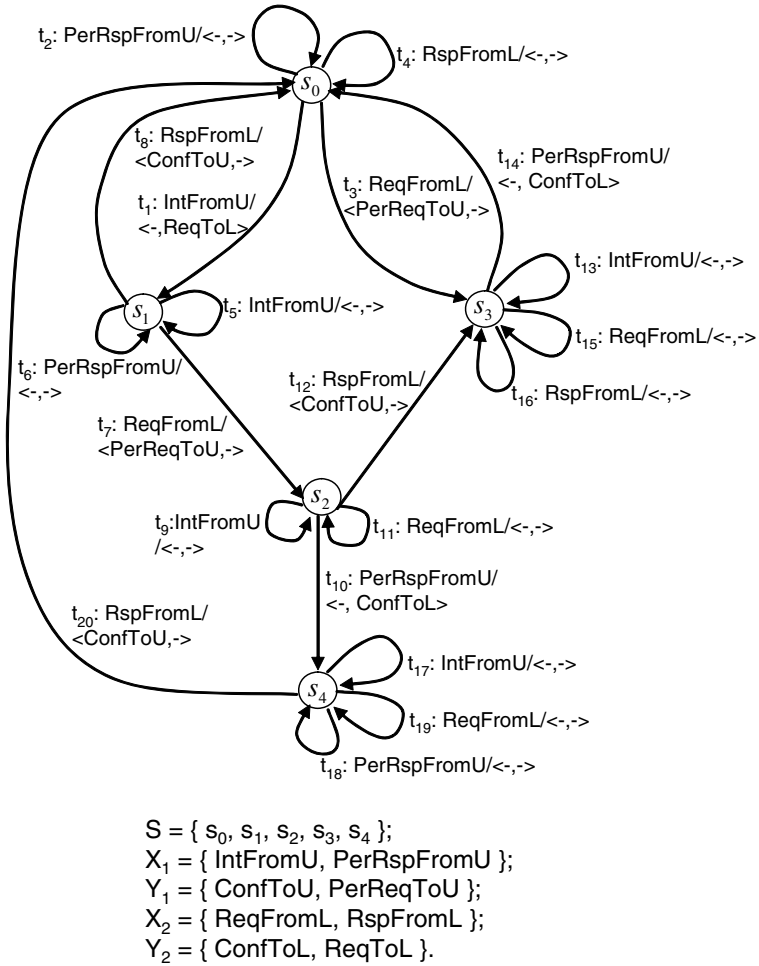 t₂: PerRspFromU/<-,->
t₄: RspFromL/<-,->
s₀
t₈: RspFromL/
<ConfToU,->
t₁: IntFromU/
<-,ReqToL>
t₃: ReqFromL/
<PerReqToU,->
t₁₄: PerRspFromU/
<-, ConfToL>
t₁₃: IntFromU/<-,->
s₁
t₅: IntFromU/<-,->
s₃
t₁₅: ReqFromL/<-,->
t₆: PerRspFromU/
<-,->
t₁₂: RspFromL/
<ConfToU,->
t₁₆: RspFromL/<-,->
t₇: ReqFromL/
<PerReqToU,->
s₂
t₉:IntFromU
/<-,->
t₁₁: ReqFromL/<-,->
t₁₀: PerRspFromU/
<-, ConfToL>
t₂₀: RspFromL/
<ConfToU,->
t₁₇: IntFromU/<-,->
s₄
t₁₉: ReqFromL/<-,->
t₁₈: PerRspFromU/<-,->
S = { s₀, s₁, s₂, s₃, s₄ };
X₁ = { IntFromU, PerRspFromU };
Y₁ = { ConfToU, PerReqToU };
X₂ = { ReqFromL, RspFromL };
Y₂ = { ConfToL, ReqToL }.